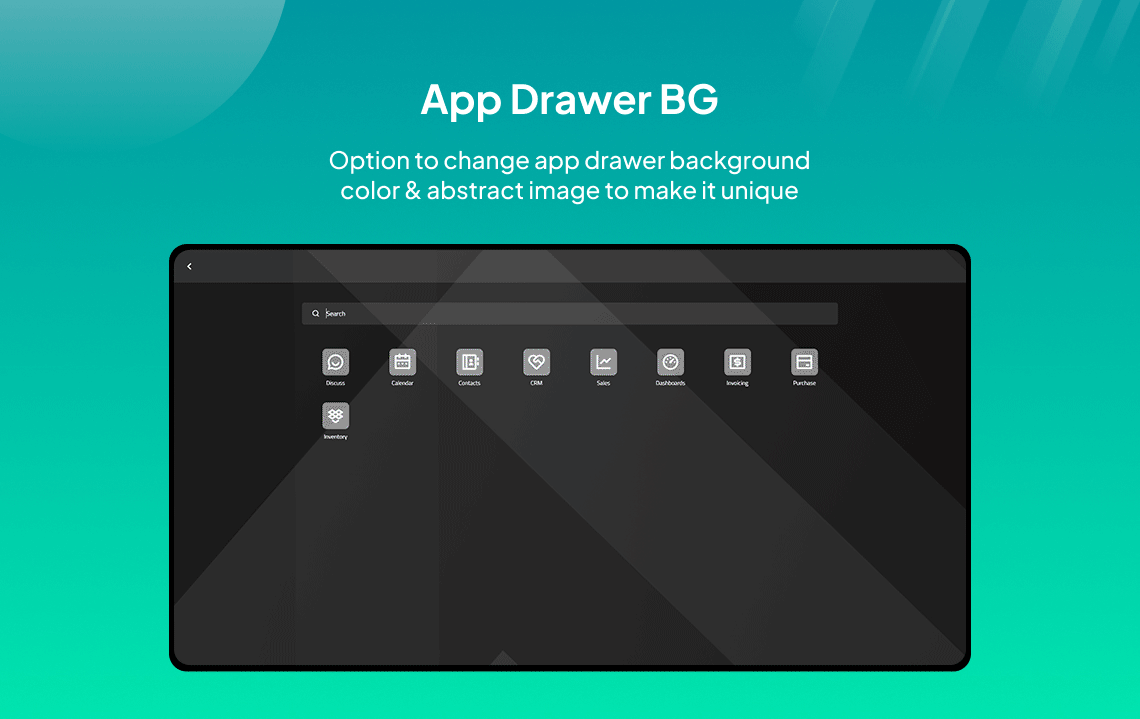 App Drawer BG
Option to change app drawer background
color & abstract image to make it unique
Search
Discuss
Calendar
Contacts
CRM
Sales
Dashboards
Invoicing
Purchase
Inventory